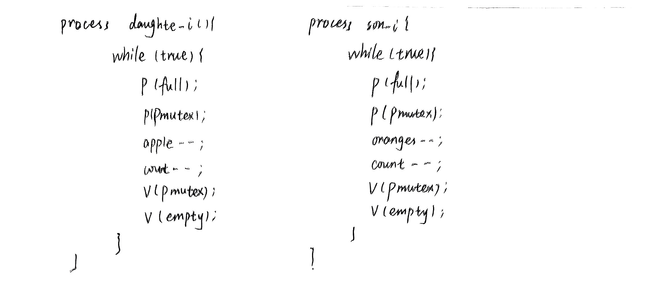 process daughte-i(){
while (true) {
P(full);
P(Pmutex);
apple--;
count--;
V(pmutex);
V(empty);
}
}
process son-i {
while (true){
P(full);
P(Pmutex);
oranges--;
count--;
V(pmutex);
V(empty);
}
}